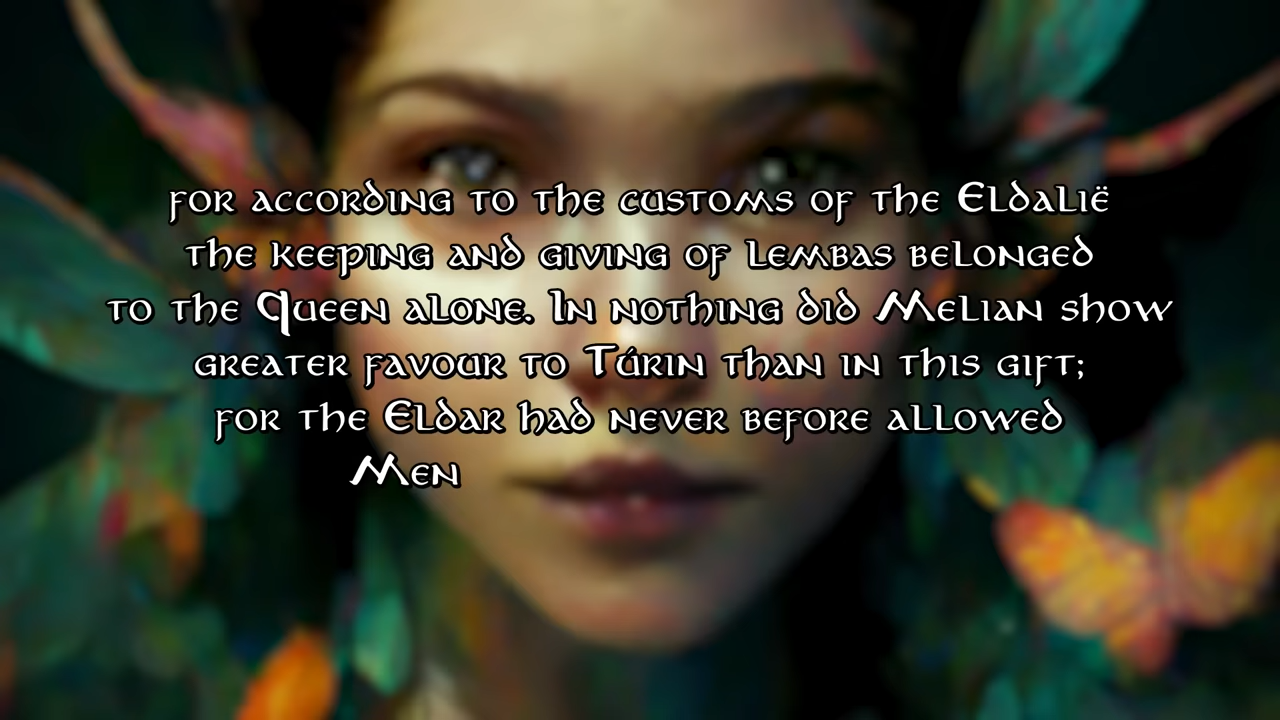 for according to the customs of the Eldalië
the keeping and giving of lembas belonged
to the Queen alone. In nothing did Melian show
greater favour to Túrin than in this gift;
for the Eldar had never before allowed
Men